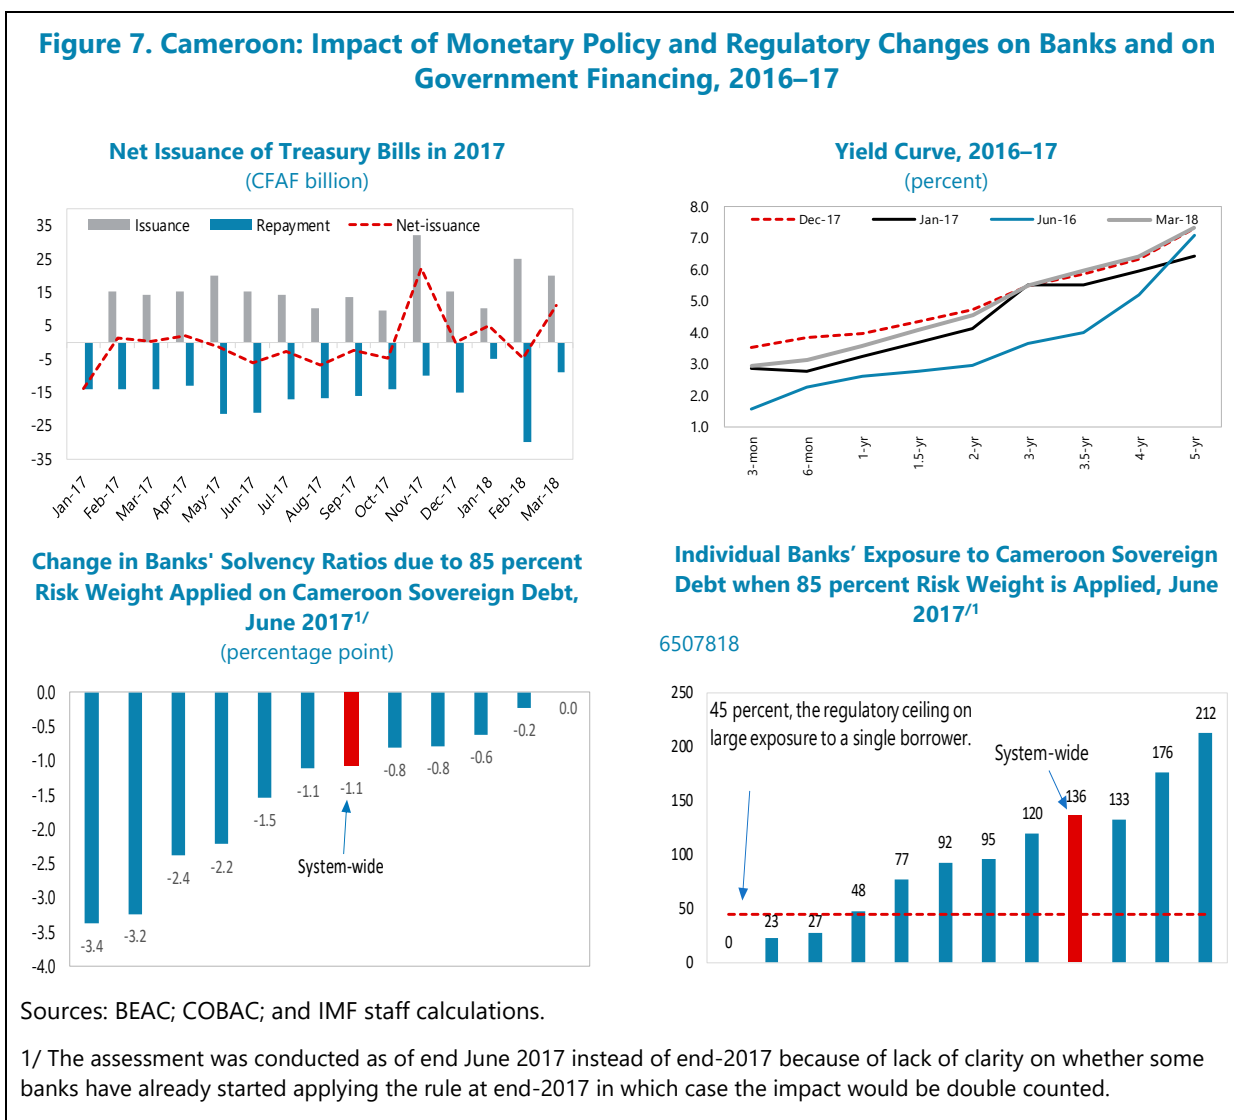 Figure 7. Cameroon: Impact of Monetary Policy and Regulatory Changes on Banks and on
Government Financing, 2016–17
Net Issuance of Treasury Bills in 2017
(CFAF billion)
35
25
15
5
-5
-15
-25
-35
Issuance
Repayment
Net-issuance
Jan-17
Feb-17
Mar-17
Apr-17
May-17
Jun-17
Jul-17
Aug-17
Sep-17
Oct-17
Nov-17
Dec-17
Jan-18
Feb-18
Mar-18
Yield Curve, 2016–17
(percent)
8.0
7.0
6.0
5.0
4.0
3.0
2.0
1.0
Dec-17
Jan-17
Jun-16
Mar-18
3-mon
6-mon
1-yr
1.5-yr
2-yr
3-yr
3.5-yr
4-yr
5-yr
Change in Banks' Solvency Ratios due to 85 percent
Risk Weight Applied on Cameroon Sovereign Debt,
June 2017¹/
(percentage point)
0.0
-0.5
-1.0
-1.5
-2.0
-2.5
-3.0
-3.5
-4.0
-3.4
-3.2
-2.4
-2.2
-1.5
-1.1
-1.1
-0.8
-0.8
-0.6
-0.2
0.0
System-wide
Individual Banks’ Exposure to Cameroon Sovereign
Debt when 85 percent Risk Weight is Applied, June
2017/¹
6507818
250
200
150
100
50
0
45 percent, the regulatory ceiling on
large exposure to a single borrower.
System-wide
0
23
27
48
77
92
95
120
136
133
176
212
Sources: BEAC; COBAC; and IMF staff calculations.
1/ The assessment was conducted as of end June 2017 instead of end-2017 because of lack of clarity on whether some
banks have already started applying the rule at end-2017 in which case the impact would be double counted.